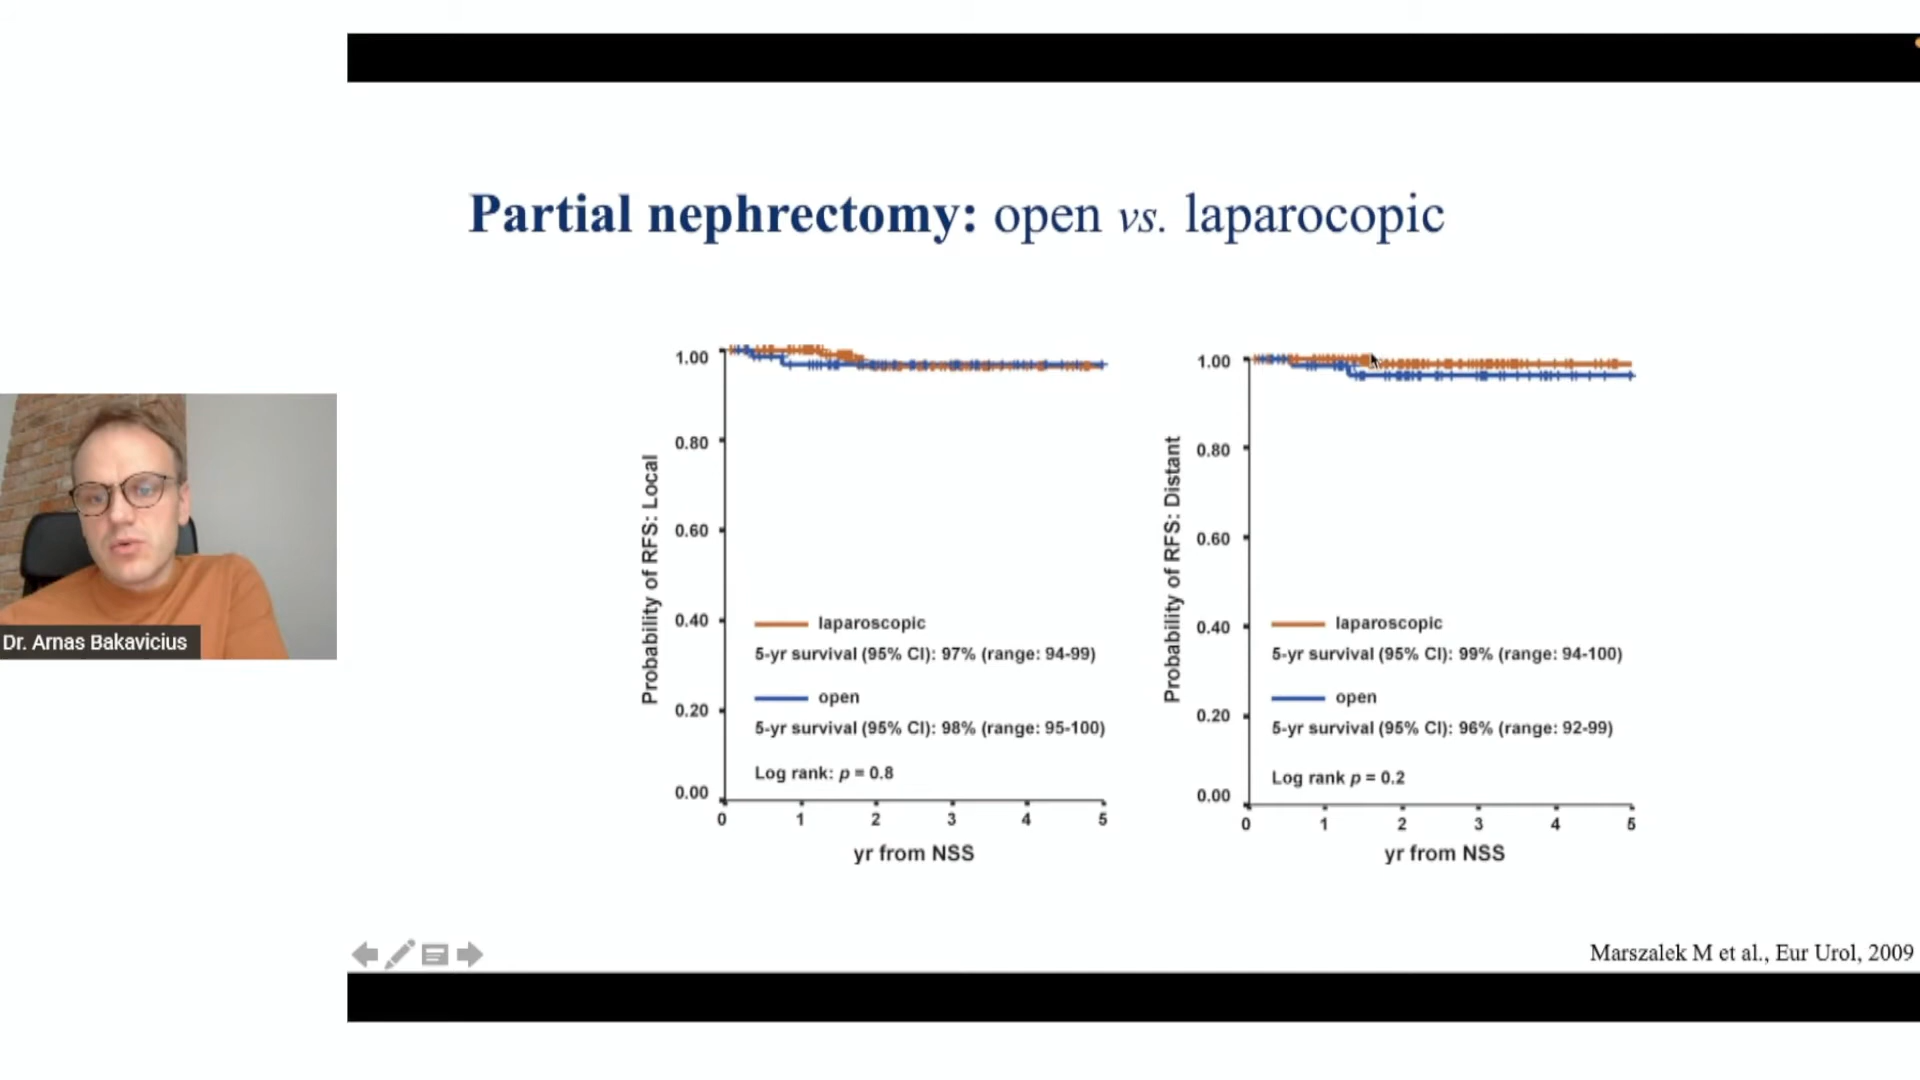 Partial nephrectomy: open vs. laparocopic
Probability of RFS: Local
1.00
0.80
0.60
0.40
0.20
0.00
laparoscopic
5-yr survival (95% CI): 97% (range: 94-99)
open
5-yr survival (95% CI): 98% (range: 95-100)
Log rank: p = 0.8
0 1 2 3 4 5
yr from NSS
Probability of RFS: Distant
1.00
0.80
0.60
0.40
0.20
0.00
laparoscopic
5-yr survival (95% CI): 99% (range: 94-100)
open
5-yr survival (95% CI): 96% (range: 92-99)
Log rank p = 0.2
0 1 2 3 4 5
yr from NSS
Dr. Arnas Bakavicius
Marszalek M et al., Eur Urol, 2009